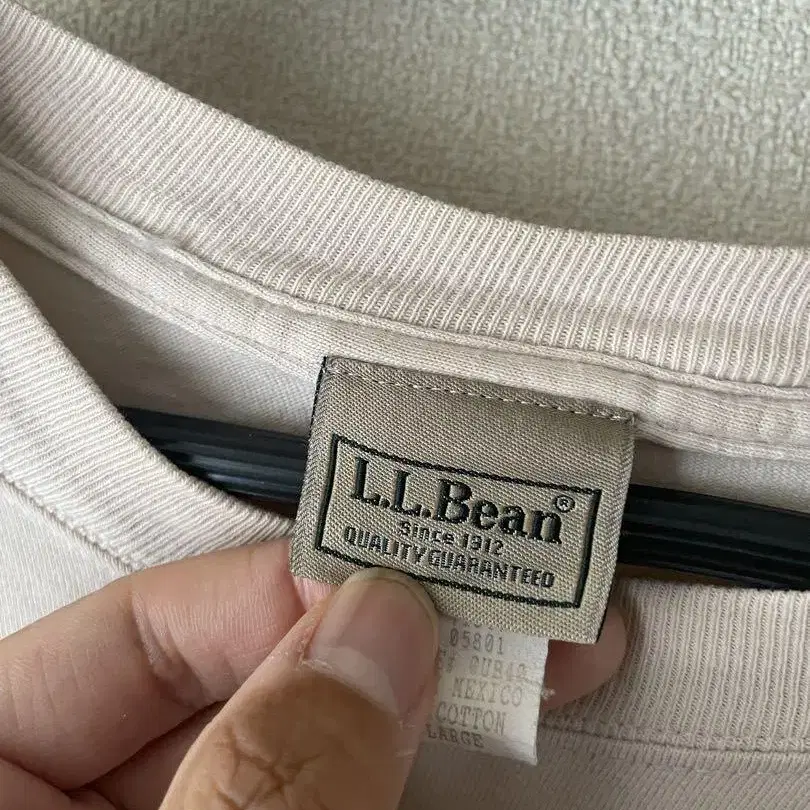 L.L.Bean®
Since 1912
QUALITY GUARANTEED
05801
MEXICO
COTTON
LARGE